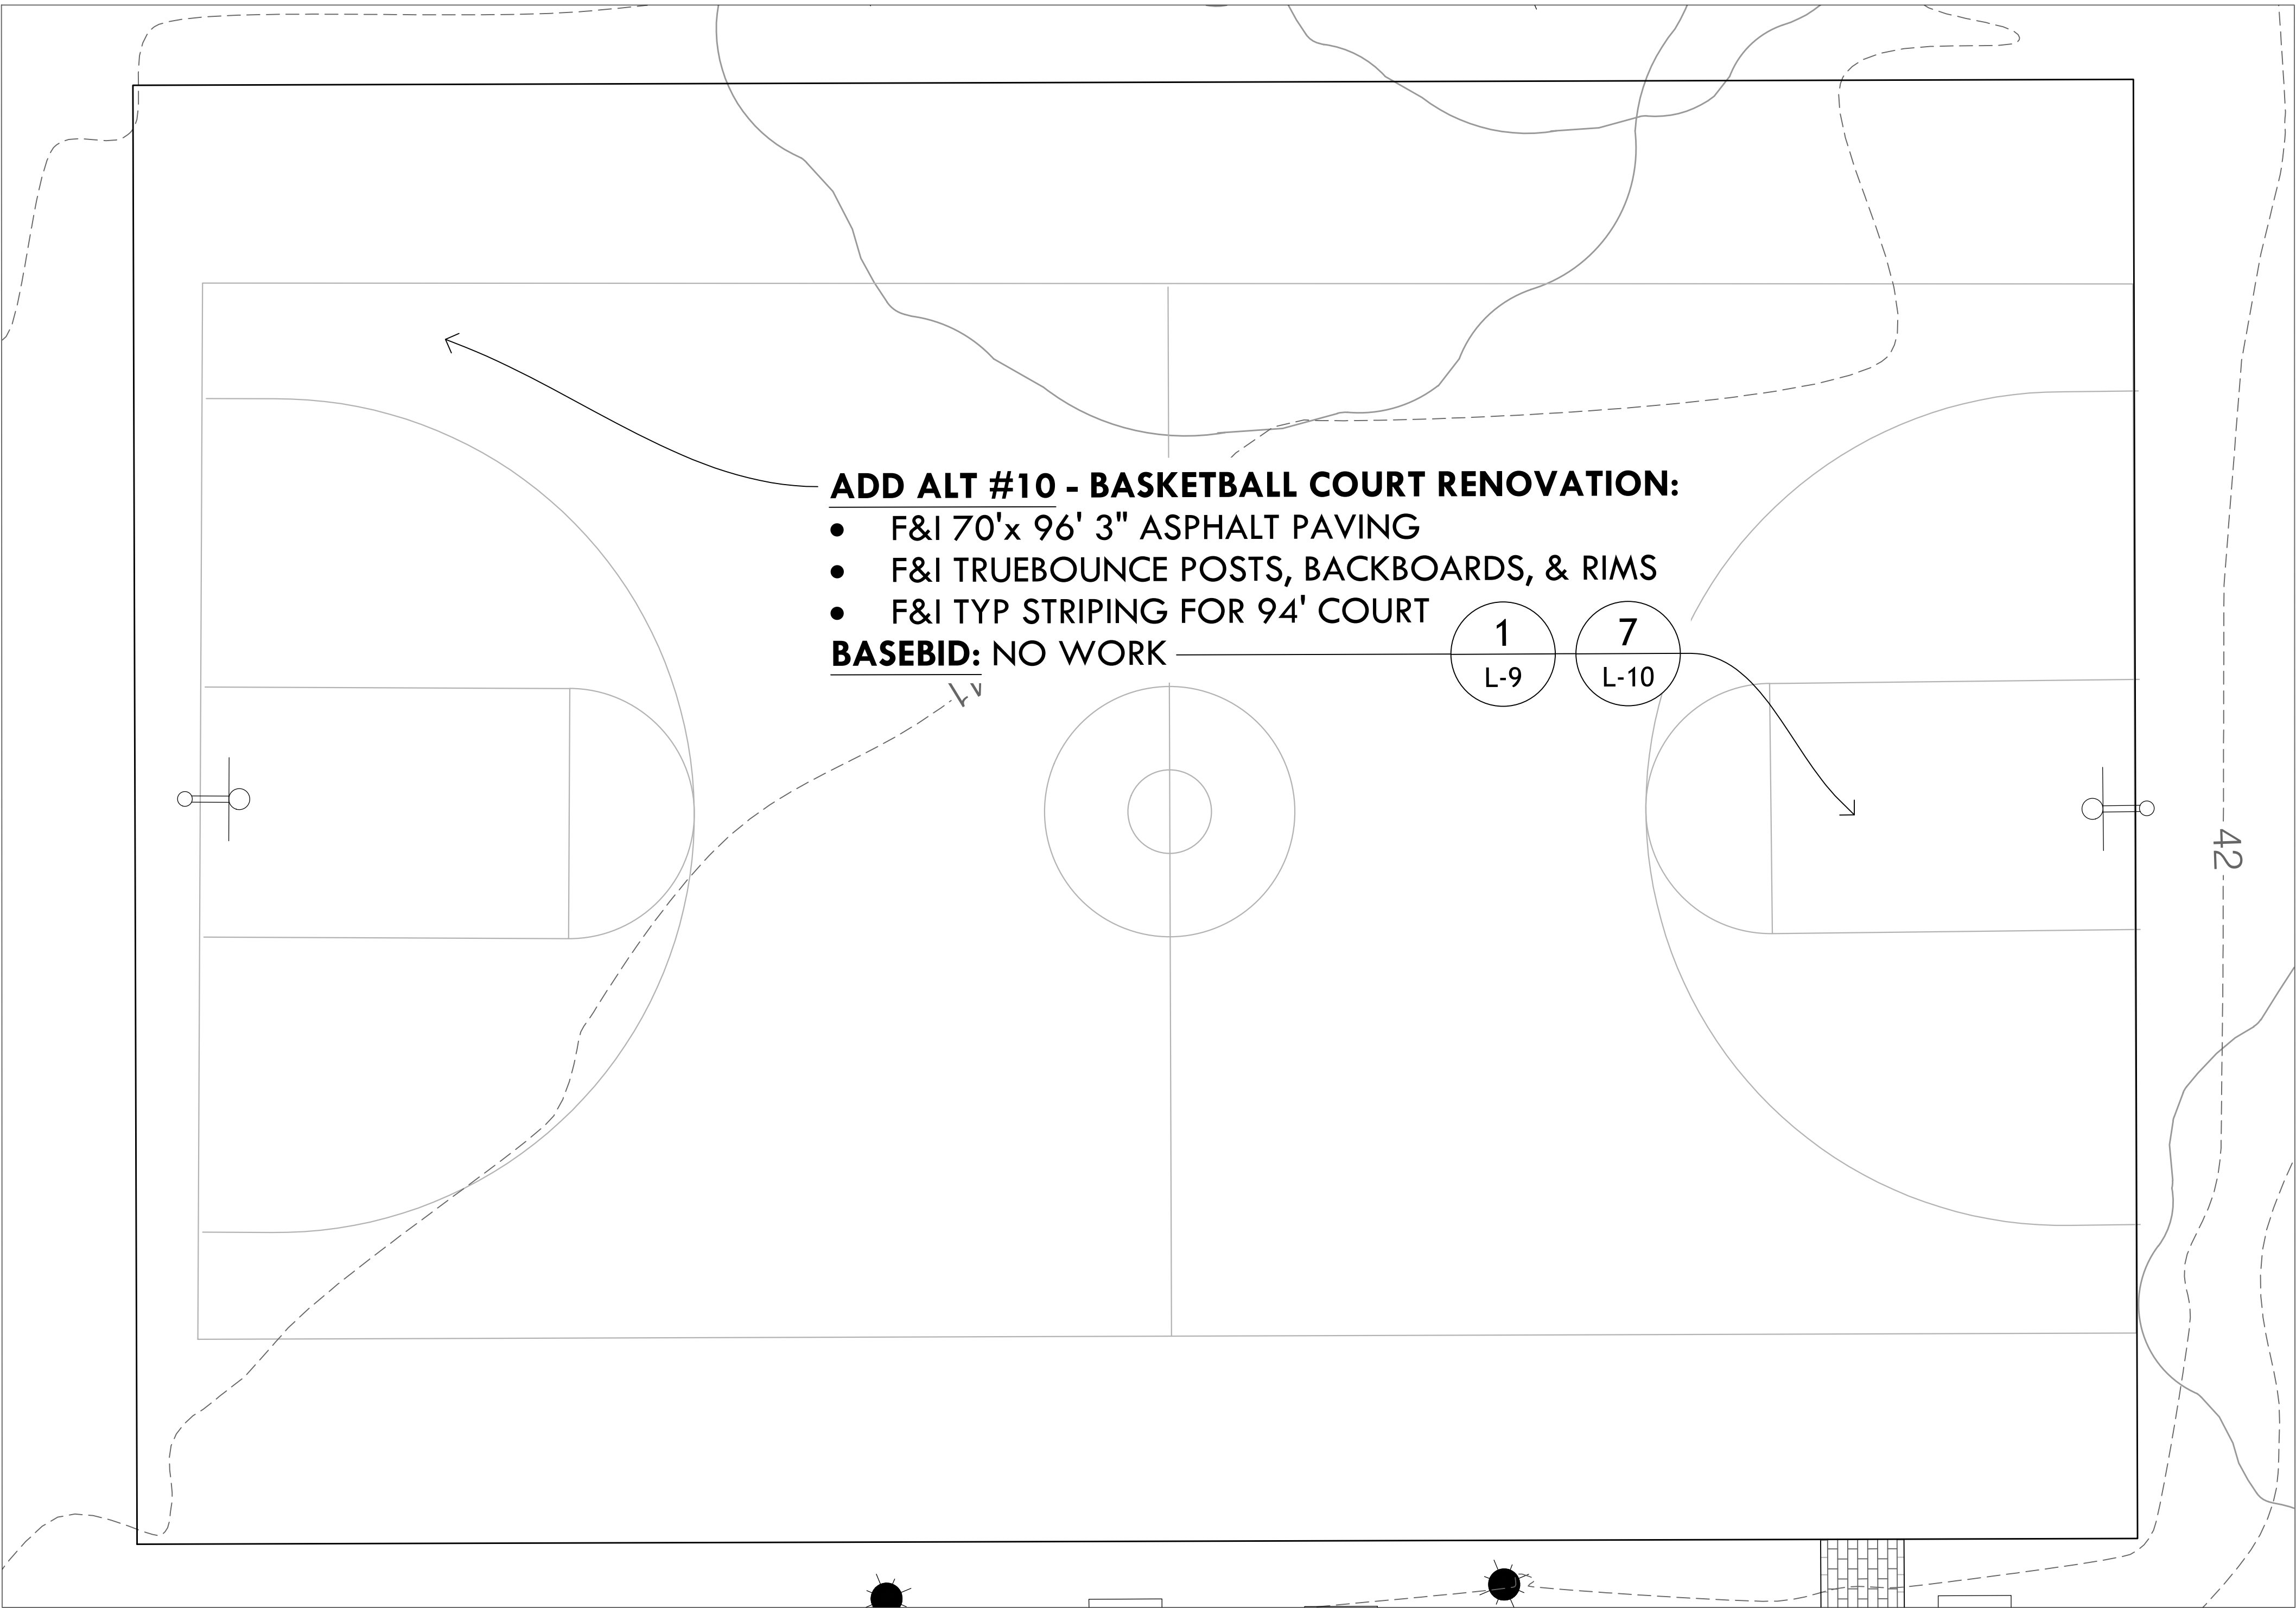 ADD ALT #10 - BASKETBALL COURT RENOVATION:
• F&I 70'x 96' 3" ASPHALT PAVING
• F&I TRUEBOUNCE POSTS, BACKBOARDS, & RIMS
• F&I TYP STRIPING FOR 94' COURT
BASEBID: NO WORK
1
L-9
7
L-10
42